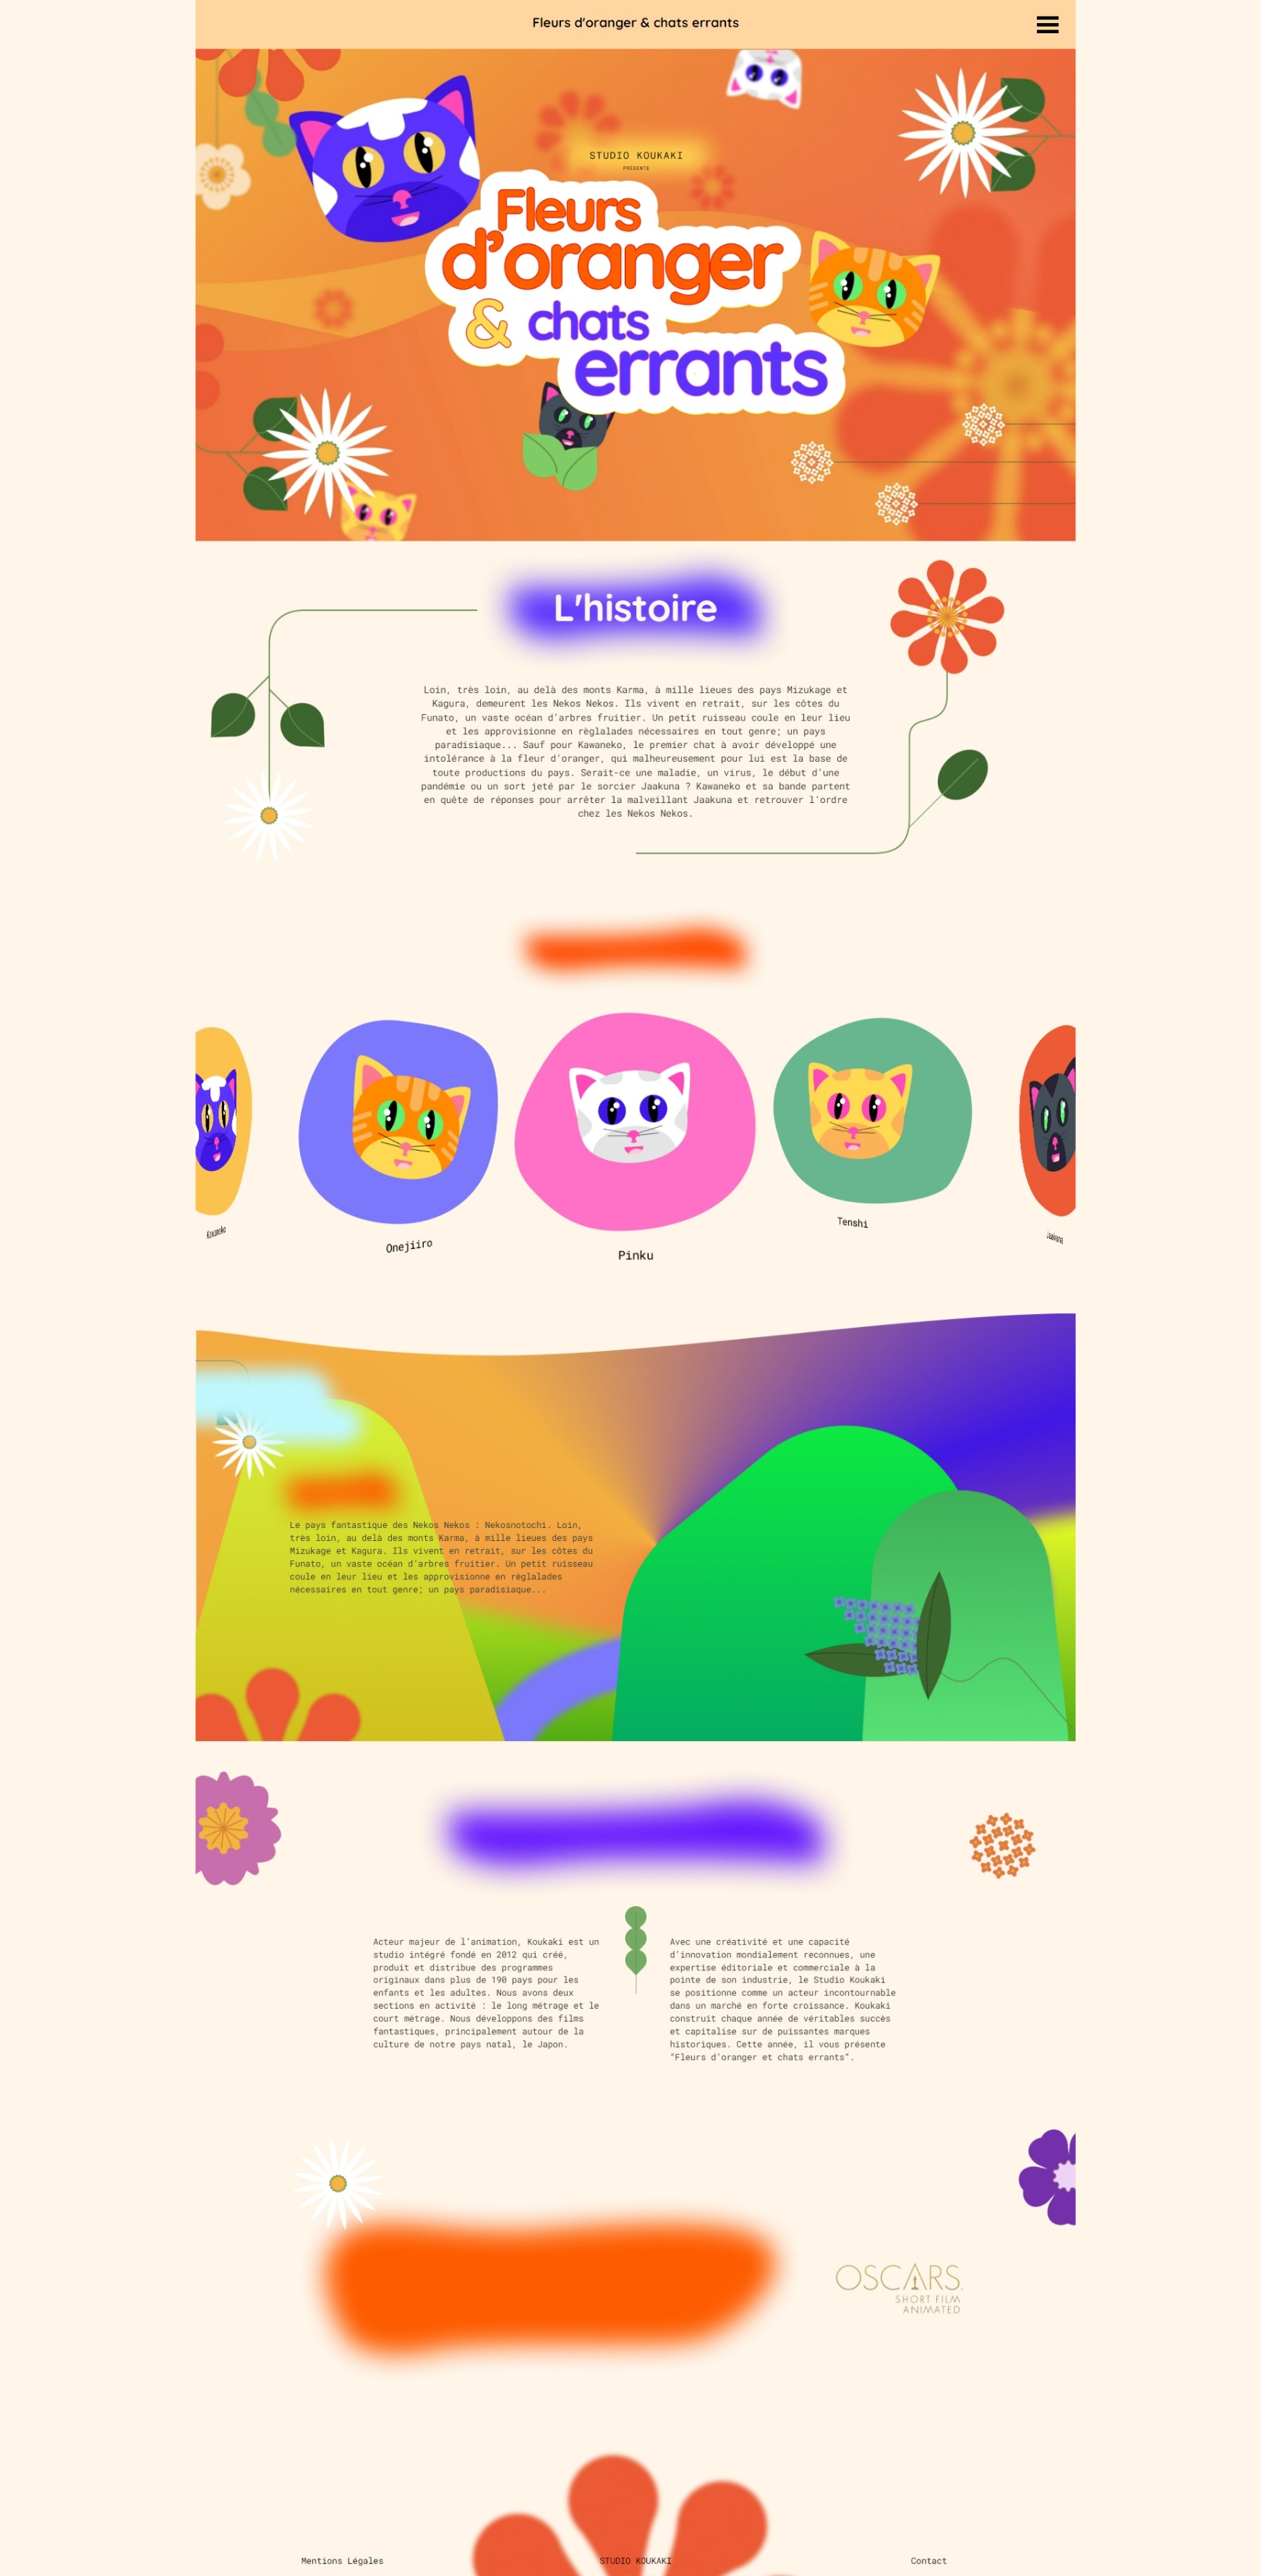 Fleurs d'oranger & chats errants
STUDIO KOUKAKI
PRÉSENTE
Fleurs
d'oranger
& chats
errants
L'histoire
Loin, très loin, au delà des monts Karma, à mille lieues des pays Mizukage et
Kagura, demeurent les Nekos Nekos. Ils vivent en retrait, sur les côtes du
Funato, un vaste océan d'arbres fruitier. Un petit ruisseau coule en leur lieu
et les approvisionne en règlalades nécessaires en tout genre; un pays
paradisiaque... Sauf pour Kawaneko, le premier chat à avoir développé une
intolérance à la fleur d'oranger, qui malheureusement pour lui est la base de
toute productions du pays. Serait-ce une maladie, un virus, le début d'une
pandémie ou un sort jeté par le sorcier Jaakuna ? Kawaneko et sa bande partent
en quête de réponses pour arrêter la malveillant Jaakuna et retrouver l'ordre
chez les Nekos Nekos.
Kawaneko
Onejiiro
Pinku
Tenshi
Jaakuna
Le pays fantastique des Nekos Nekos : Nekosnotochi. Loin,
très loin, au delà des monts Karma, à mille lieues des pays
Mizukage et Kagura. Ils vivent en retrait, sur les côtes du
Funato, un vaste océan d'arbres fruitier. Un petit ruisseau
coule en leur lieu et les approvisionne en règlalades
nécessaires en tout genre; un pays paradisiaque...
Acteur majeur de l'animation, Koukaki est un
studio intégré fondé en 2012 qui créé,
produit et distribue des programmes
originaux dans plus de 190 pays pour les
enfants et les adultes. Nous avons deux
sections en activité : le long métrage et le
court métrage. Nous développons des films
fantastiques, principalement autour de la
culture de notre pays natal, le Japon.
Avec une créativité et une capacité
d'innovation mondialement reconnues, une
expertise éditoriale et commerciale à la
pointe de son industrie, le Studio Koukaki
se positionne comme un acteur incontournable
dans un marché en forte croissance. Koukaki
construit chaque année de véritables succès
et capitalise sur de puissantes marques
historiques. Cette année, il vous présente
"Fleurs d'oranger et chats errants".
OSCARS.
SHORT FILM
ANIMATED
Mentions Légales
STUDIO KOUKAKI
Contact